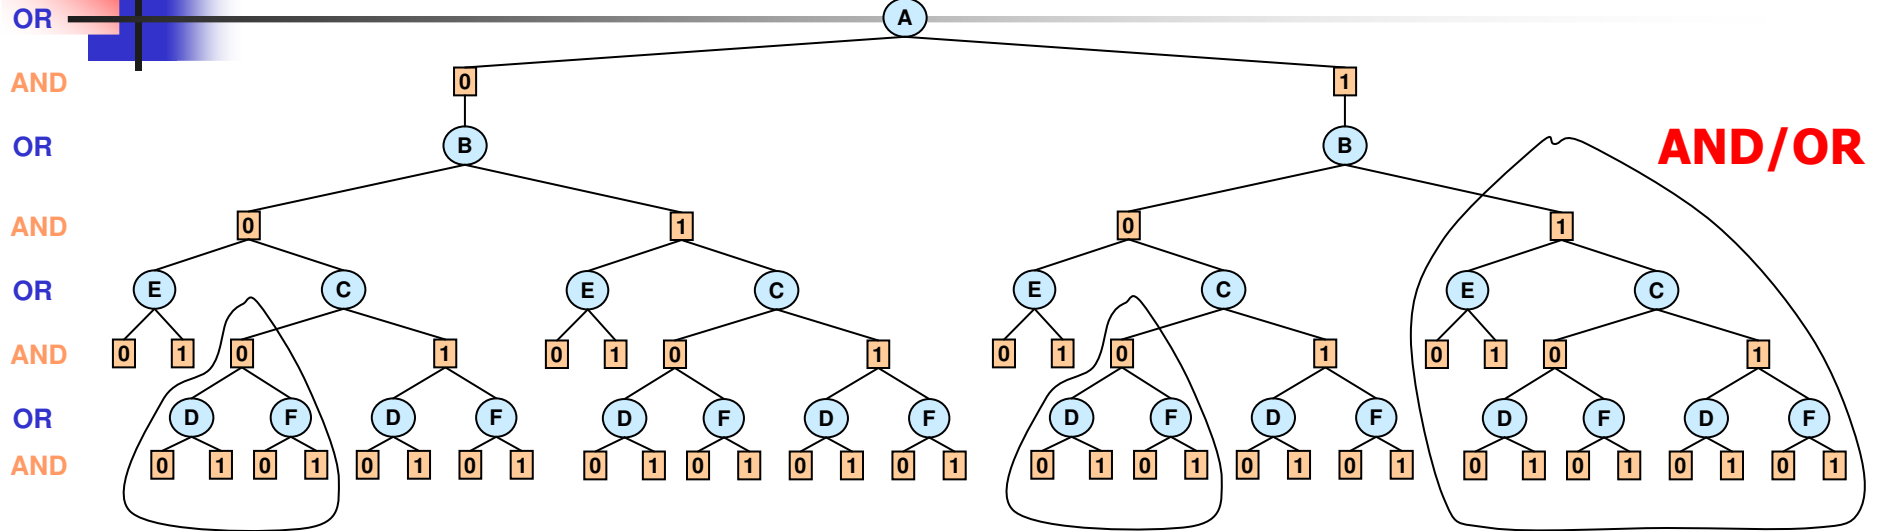 OR A
AND 0 1
OR B B AND/OR
AND 0 1 0 1
OR E C E C E C E C
AND 0 1 0 1 0 1 0 1 0 1 0 1 0 1 0 1
OR D F D F D F D F D F D F D F D F
AND 0 1 0 1 0 1 0 1 0 1 0 1 0 1 0 1 0 1 0 1 0 1 0 1 0 1 0 1 0 1 0 1